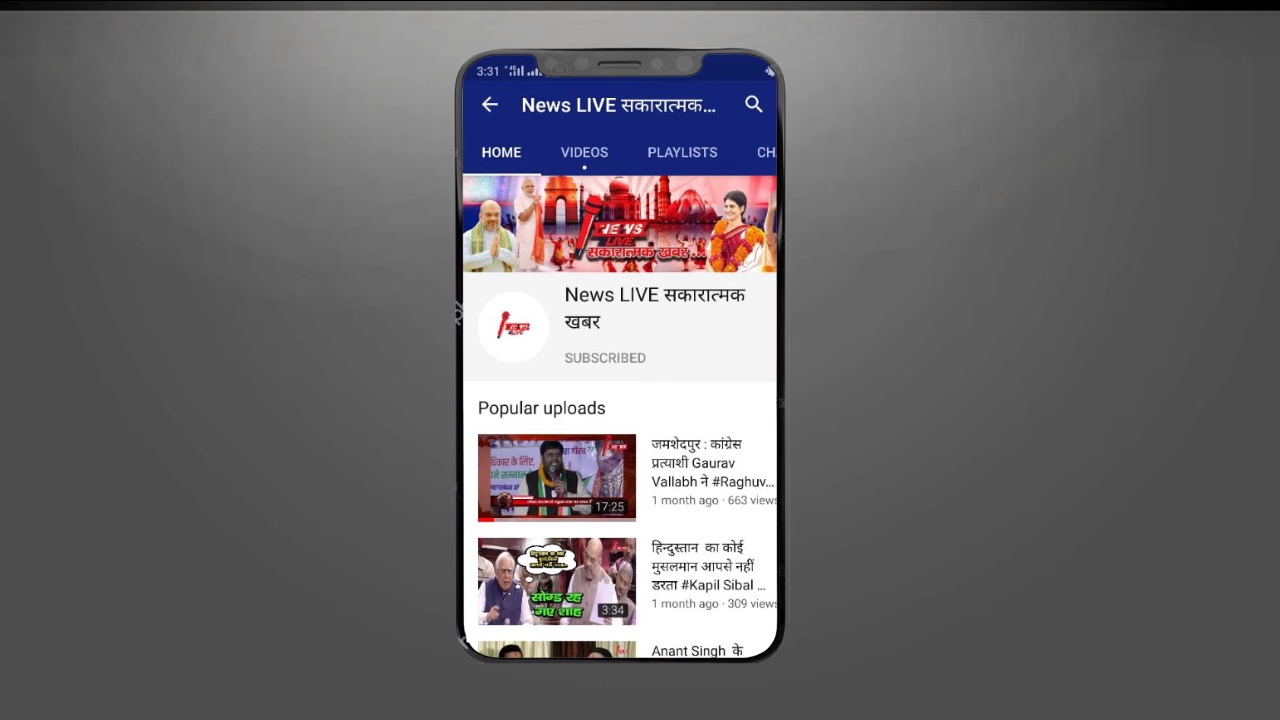 3:31
News LIVE सकारात्मक...
HOME VIDEOS PLAYLISTS CH
NEWS
LIVE
सकारात्मक खबर ...
News LIVE सकारात्मक
खबर
SUBSCRIBED
Popular uploads
जमशेदपुर : कांग्रेस
प्रत्याशी Gaurav
Vallabh ने #Raghuv...
1 month ago · 663 views
17:25
हिन्दुस्तान का कोई
मुसलमान आपसे नहीं
डरता #Kapil Sibal ...
1 month ago · 309 views
सोन्ड रह
गए शाह
3:34
Anant Singh के